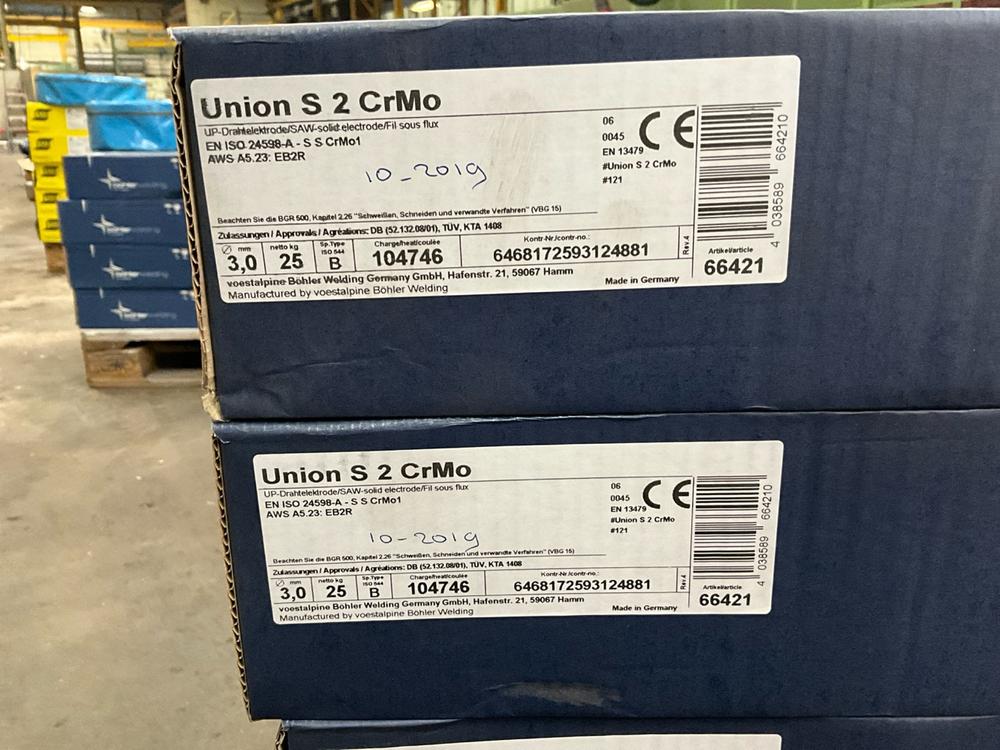 Union S 2 CrMo
UP-Drahtelektrode/SAW-solid electrode/Fil sous flux
EN ISO 24598-A - S S CrMo1
AWS A5.23: EB2R
10-2019
06
0045
CE
EN 13479
#Union S 2 CrMo
#121
Beachten Sie die BGR 500, Kapitel 2.26 "Schweißen, Schneiden und verwandte Verfahren" (VBG 15)
Zulassungen / Approvals / Agréations: DB (52.132.08/01), TÜV, KTA 1408
Ø mm 3,0
netto kg 25
Sp.Type ISO 544 B
Charge/heat/coulée 104746
Kontr-Nr./contr-no.: 6468172593124881
Rev.4
voestalpine Böhler Welding Germany GmbH, Hafenstr. 21, 59067 Hamm
Manufactured by voestalpine Böhler Welding
Made in Germany
4 038589 664210
Artikel/article
66421
Union S 2 CrMo
UP-Drahtelektrode/SAW-solid electrode/Fil sous flux
EN ISO 24598-A - S S CrMo1
AWS A5.23: EB2R
10-2019
06
0045
CE
EN 13479
#Union S 2 CrMo
#121
Beachten Sie die BGR 500, Kapitel 2.26 "Schweißen, Schneiden und verwandte Verfahren" (VBG 15)
Zulassungen / Approvals / Agréations: DB (52.132.08/01), TÜV, KTA 1408
Ø mm 3,0
netto kg 25
Sp.Type ISO 544 B
Charge/heat/coulée 104746
Kontr-Nr./contr-no.: 6468172593124881
Rev.4
voestalpine Böhler Welding Germany GmbH, Hafenstr. 21, 59067 Hamm
Manufactured by voestalpine Böhler Welding
Made in Germany
4 038589 664210
Artikel/article
66421